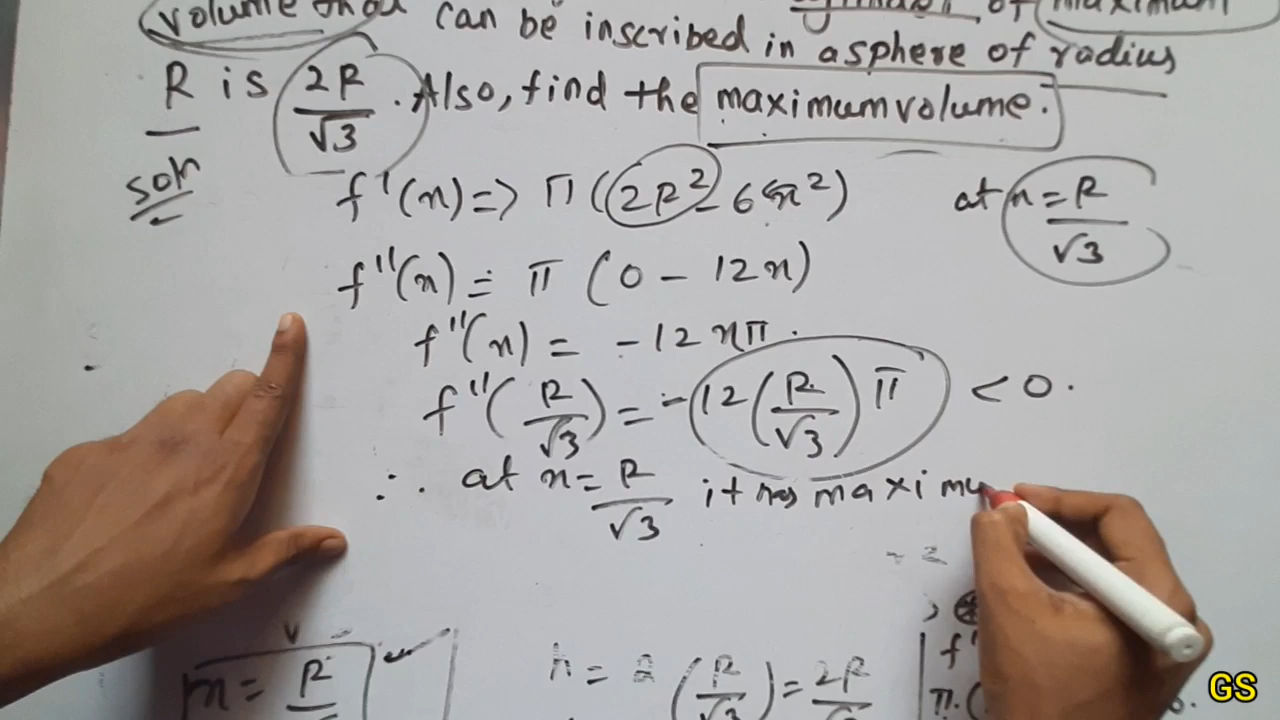 volume that can be inscribed in a sphere of radius
R is 2R/√3. Also, find the maximum volume.
Soln
f'(x) => π(2R² - 6x²) at x = R/√3
f''(x) = π (0 - 12x)
f''(x) = -12xπ.
f''(R/√3) = -12(R/√3)π < 0.
∴ at x = R/√3 it has maximu
x = R
h = 2(R/√3) = 2R
GS